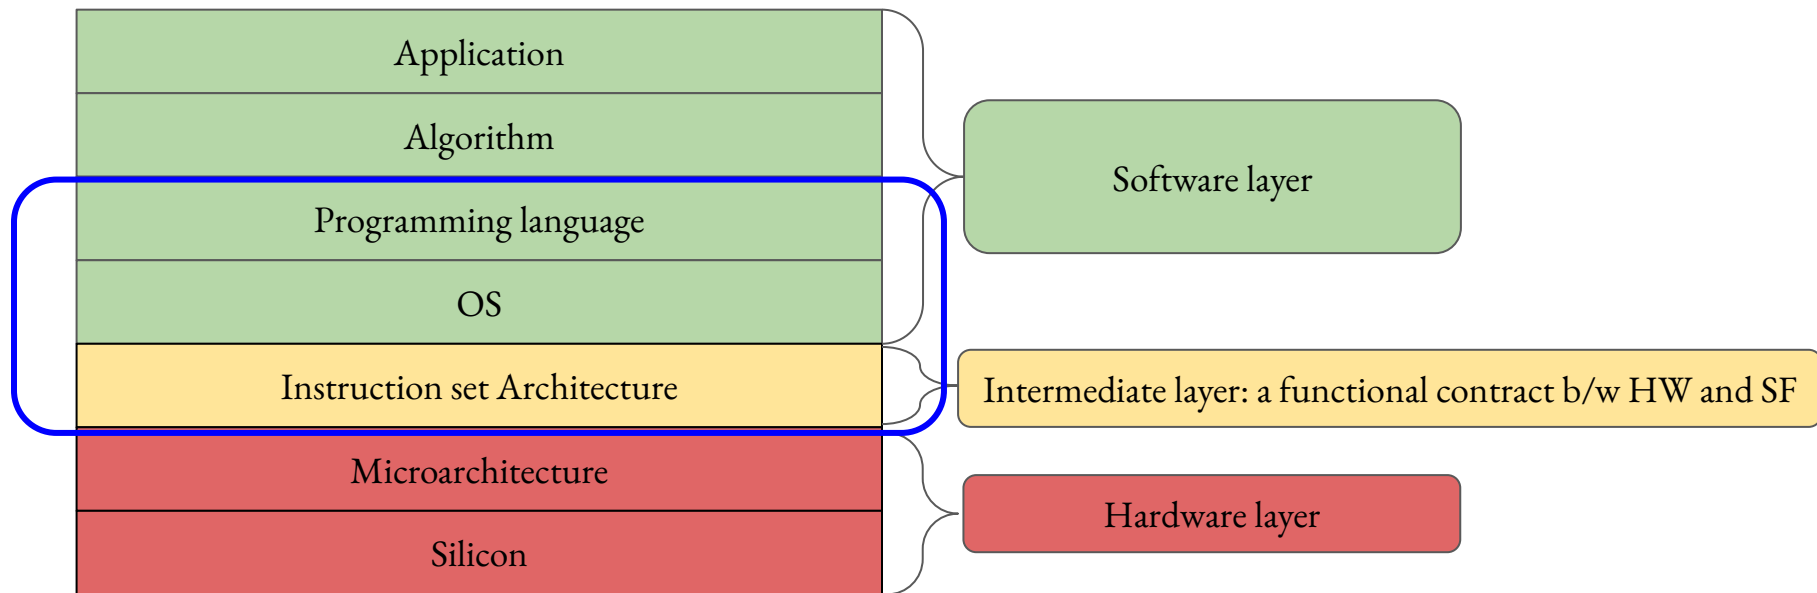 Application
Algorithm
Programming language
OS
Instruction set Architecture
Microarchitecture
Silicon
Software layer
Intermediate layer: a functional contract b/w HW and SF
Hardware layer